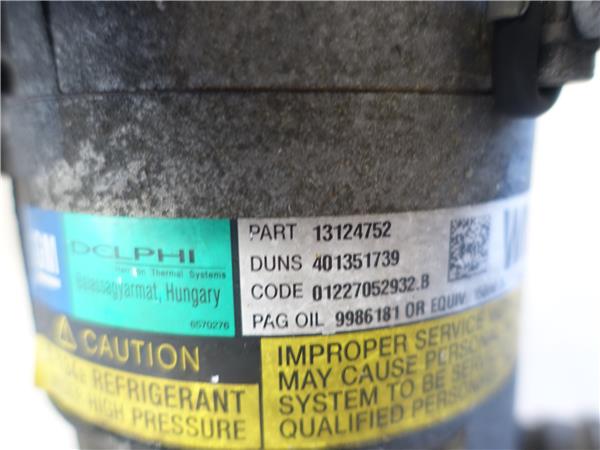 GM
DELPHI
Harrison Thermal Systems
Balassagyarmat, Hungary
6570276
PART 13124752
DUNS 401351739
CODE 01227052932.B
PAG OIL 9986181 OR EQUIV
CAUTION
REFRIGERANT
HIGH PRESSURE
IMPROPER SERVICE
MAY CAUSE PERSONAL
SYSTEM TO BE
QUALIFIED